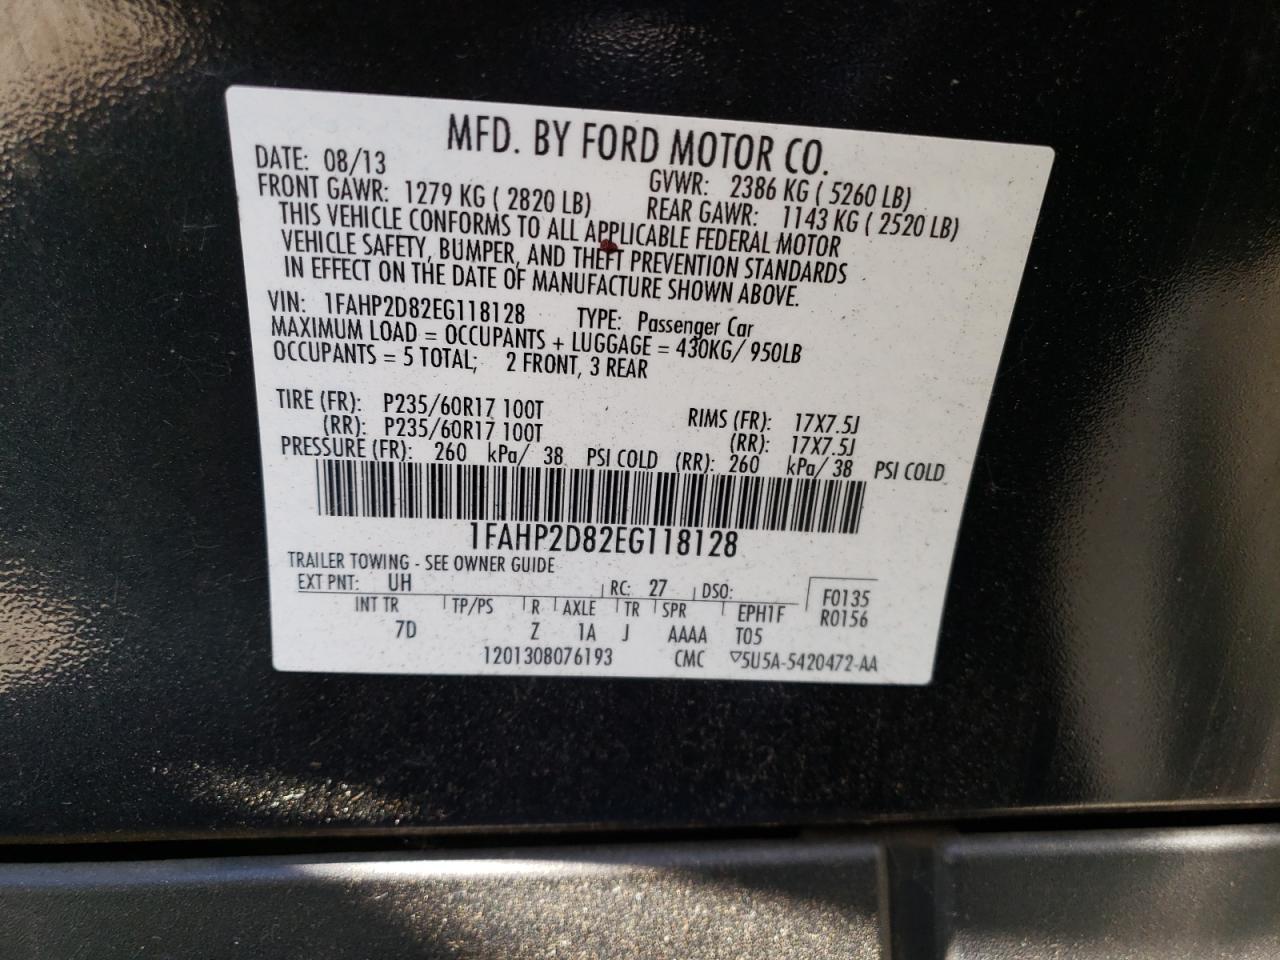 MFD. BY FORD MOTOR CO.
DATE: 08/13 GVWR: 2386 KG ( 5260 LB)
FRONT GAWR: 1279 KG ( 2820 LB) REAR GAWR: 1143 KG ( 2520 LB)
THIS VEHICLE CONFORMS TO ALL APPLICABLE FEDERAL MOTOR
VEHICLE SAFETY, BUMPER, AND THEFT PREVENTION STANDARDS
IN EFFECT ON THE DATE OF MANUFACTURE SHOWN ABOVE.
VIN: 1FAHP2D82EG118128 TYPE: Passenger Car
MAXIMUM LOAD = OCCUPANTS + LUGGAGE = 430KG/ 950LB
OCCUPANTS = 5 TOTAL; 2 FRONT, 3 REAR
TIRE (FR): P235/60R17 100T RIMS (FR): 17X7.5J
(RR): P235/60R17 100T (RR): 17X7.5J
PRESSURE (FR): 260 kPa/ 38 PSI COLD (RR): 260 kPa/ 38 PSI COLD
1FAHP2D82EG118128
TRAILER TOWING - SEE OWNER GUIDE
EXT PNT: UH RC: 27 DSO: F0135
INT TR TP/PS R AXLE TR SPR EPH1F R0156
7D Z 1A J AAAA T05
1201308076193 CMC ▽5U5A-5420472-AA